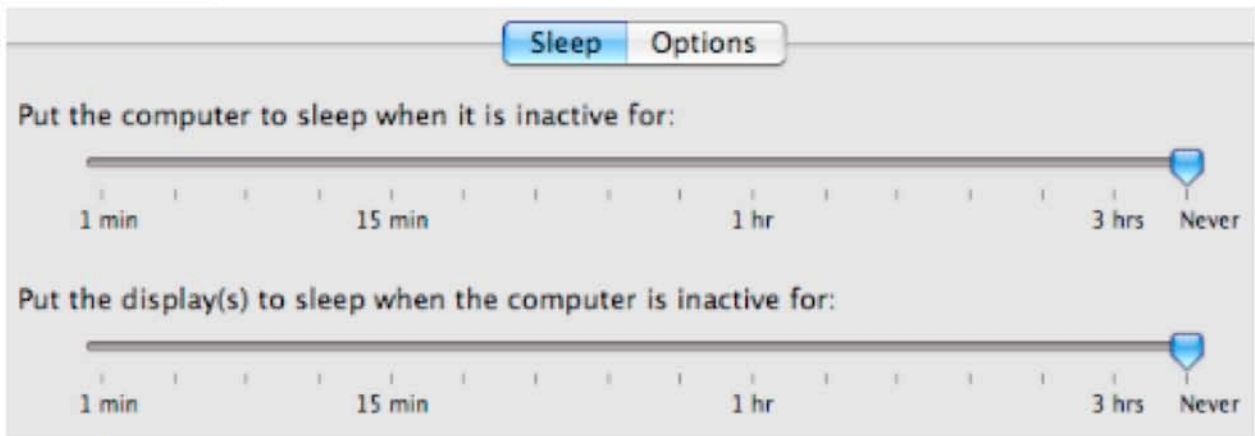 Sleep Options
Put the computer to sleep when it is inactive for:
1 min 15 min 1 hr 3 hrs Never
Put the display(s) to sleep when the computer is inactive for:
1 min 15 min 1 hr 3 hrs Never